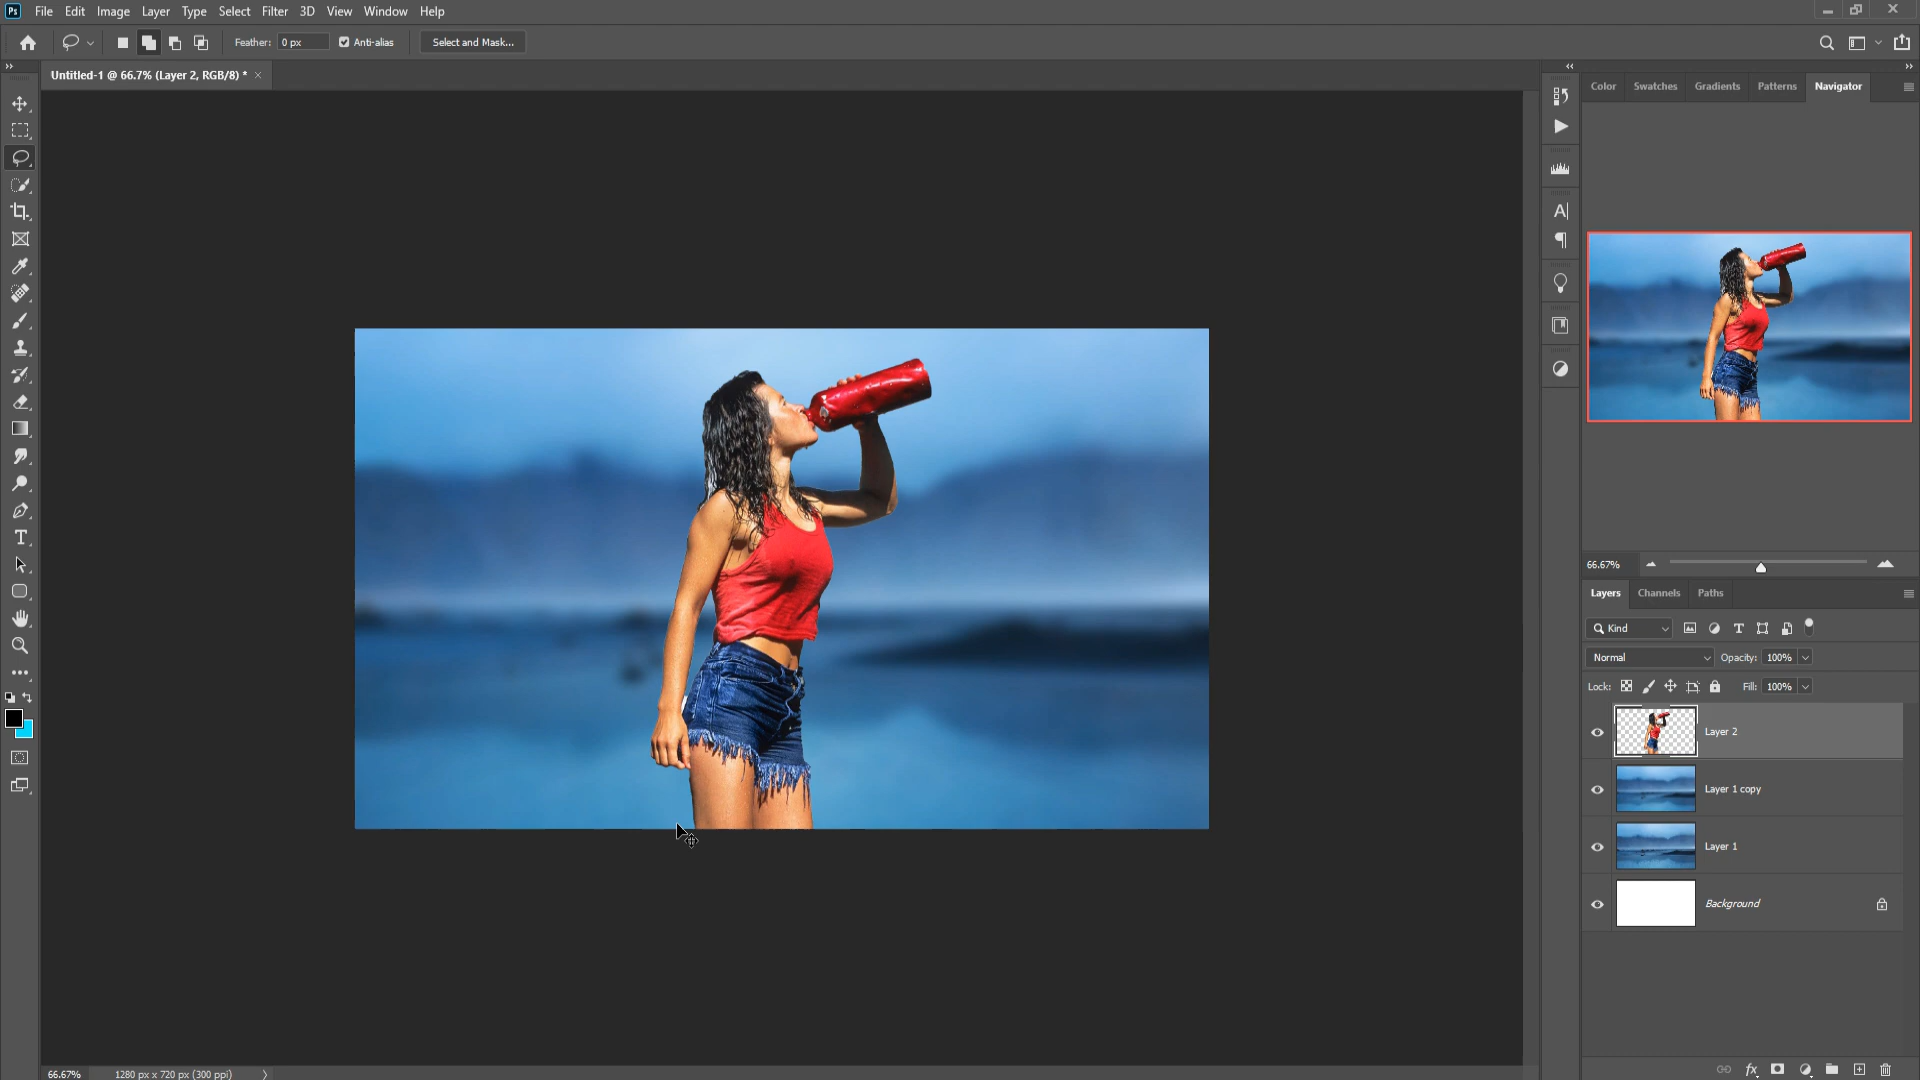 Ps File Edit Image Layer Type Select Filter 3D View Window Help
Feather: 0 px Anti-alias Select and Mask...
Untitled-1 @ 66.7% (Layer 2, RGB/8) * ×
Color Swatches Gradients Patterns Navigator
66.67%
Layers Channels Paths
Kind
Normal Opacity: 100%
Lock: Fill: 100%
Layer 2
Layer 1 copy
Layer 1
Background
66.67% 1280 px x 720 px (300 ppi)